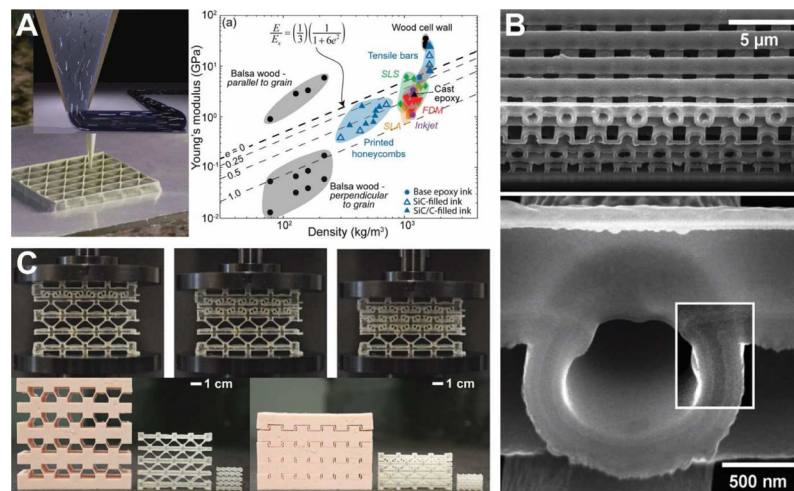 A
(a)
E/Eₛ = (1/3)(1/(1+6e²))
Wood cell wall
Balsa wood -
parallel to grain
Tensile bars
SLS
Cast
epoxy
FDM
SLA
Inkjet
Printed
honeycombs
Balsa wood -
perpendicular
to grain
e = 0
0.25
0.5
1.0
Base epoxy ink
SiC-filled ink
SiC/C-filled ink
Young's modulus (GPa)
10²
10¹
10⁰
10⁻¹
10⁻²
10²
10³
Density (kg/m³)
B
5 µm
500 nm
C
1 cm
1 cm